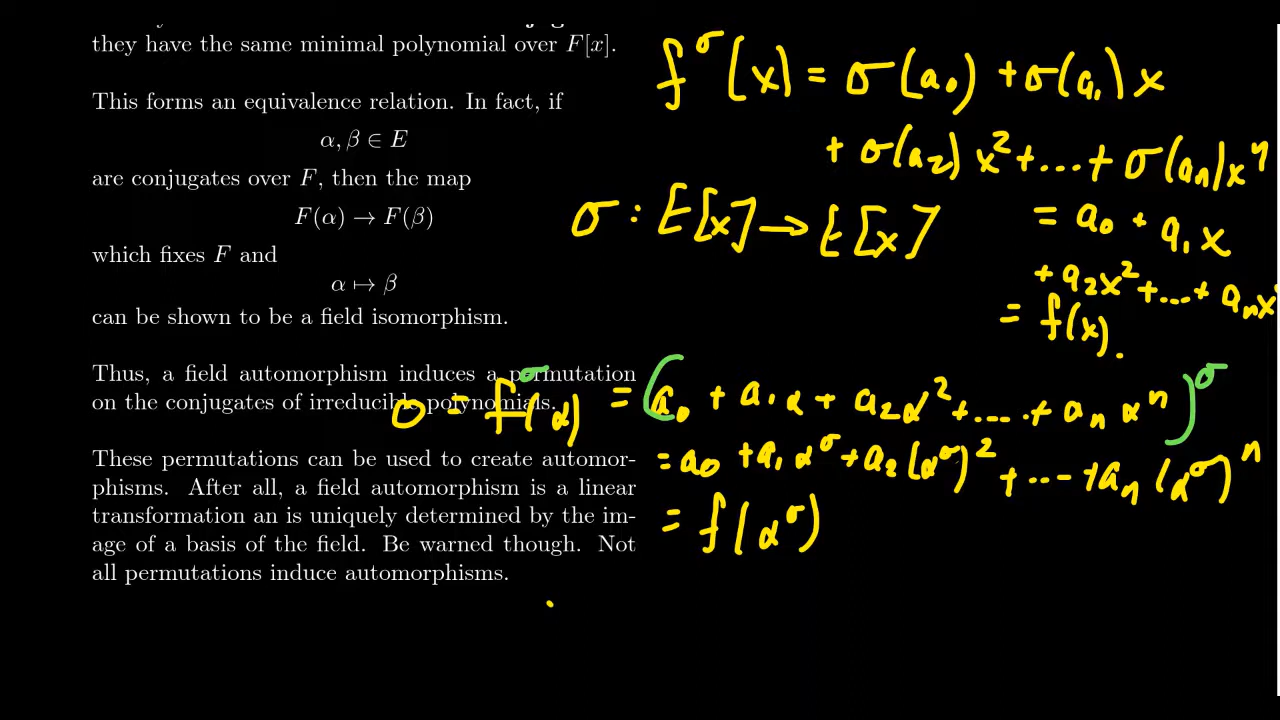 they have the same minimal polynomial over F[x].
This forms an equivalence relation. In fact, if
α, β ∈ E
are conjugates over F, then the map
F(α) → F(β)
which fixes F and
α ↦ β
can be shown to be a field isomorphism.
Thus, a field automorphism induces a permutation
on the conjugates of irreducible polynomials.
These permutations can be used to create automor-
phisms. After all, a field automorphism is a linear
transformation an is uniquely determined by the im-
age of a basis of the field. Be warned though. Not
all permutations induce automorphisms.
f^σ(x) = σ(a₀) + σ(a₁)x
+ σ(a₂)x² + ... + σ(aₙ)xⁿ
σ : E[x] → E[x]
= a₀ + a₁x
+ a₂x² + ... + aₙx
= f(x).
0 = f^σ(α) = (a₀ + a₁α + a₂α² + ... + aₙαⁿ)^σ
= a₀ + a₁α^σ + a₂(α^σ)² + ... + aₙ(α^σ)ⁿ
= f(α^σ)